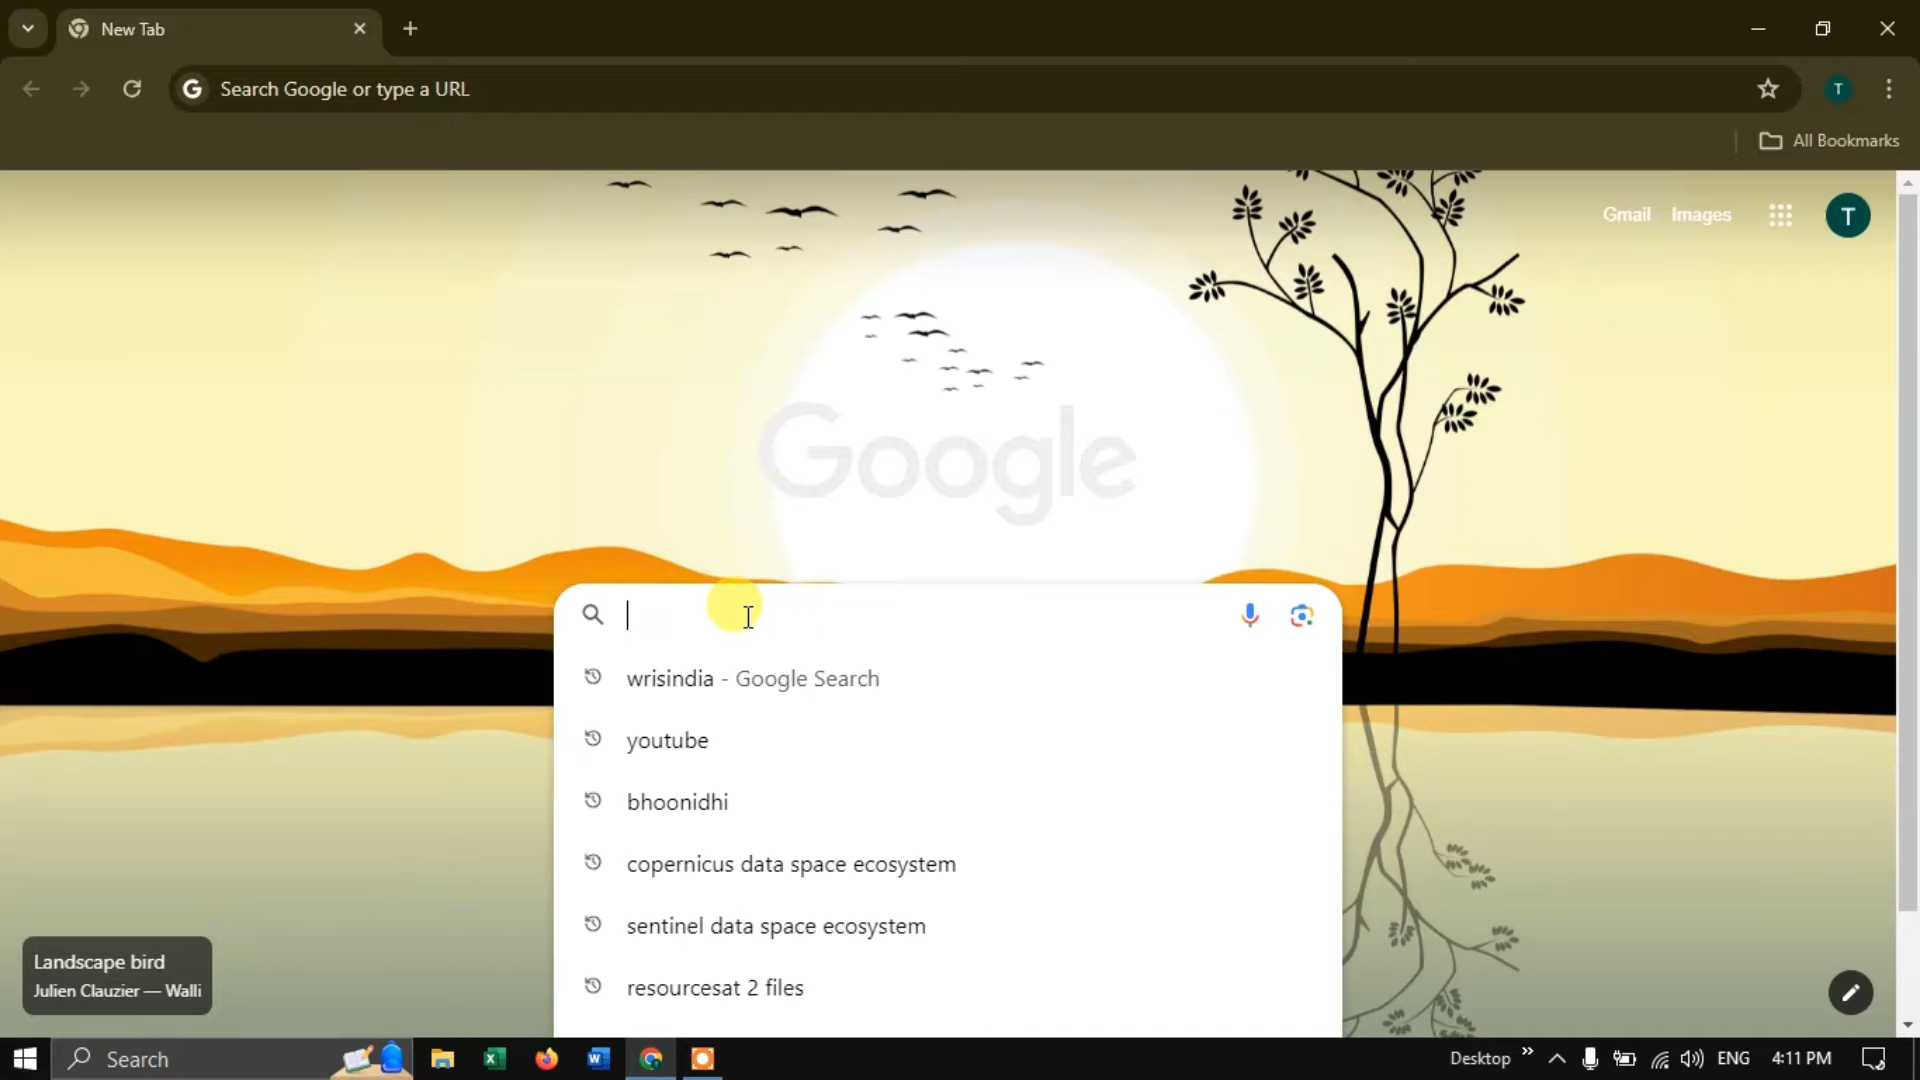 New Tab
Search Google or type a URL
T
All Bookmarks
Gmail Images
T
Google
wrisindia - Google Search
youtube
bhoonidhi
copernicus data space ecosystem
sentinel data space ecosystem
resourcesat 2 files
Landscape bird
Julien Clauzier — Walli
Search
Desktop
ENG
4:11 PM